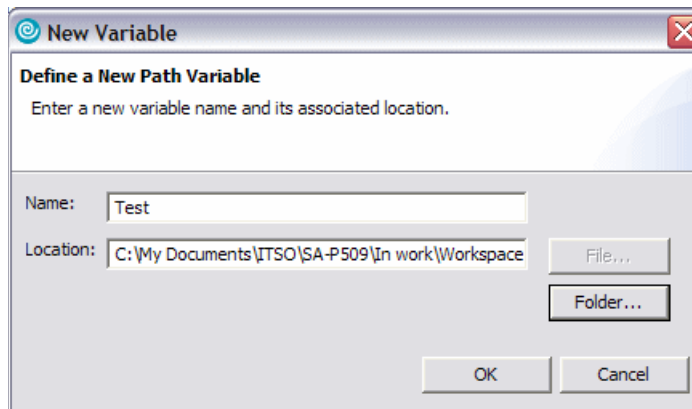 New Variable
Define a New Path Variable
Enter a new variable name and its associated location.
Name: Test
Location: C:\My Documents\ITSO\SA-P509\In work\Workspace File...
Folder...
OK Cancel